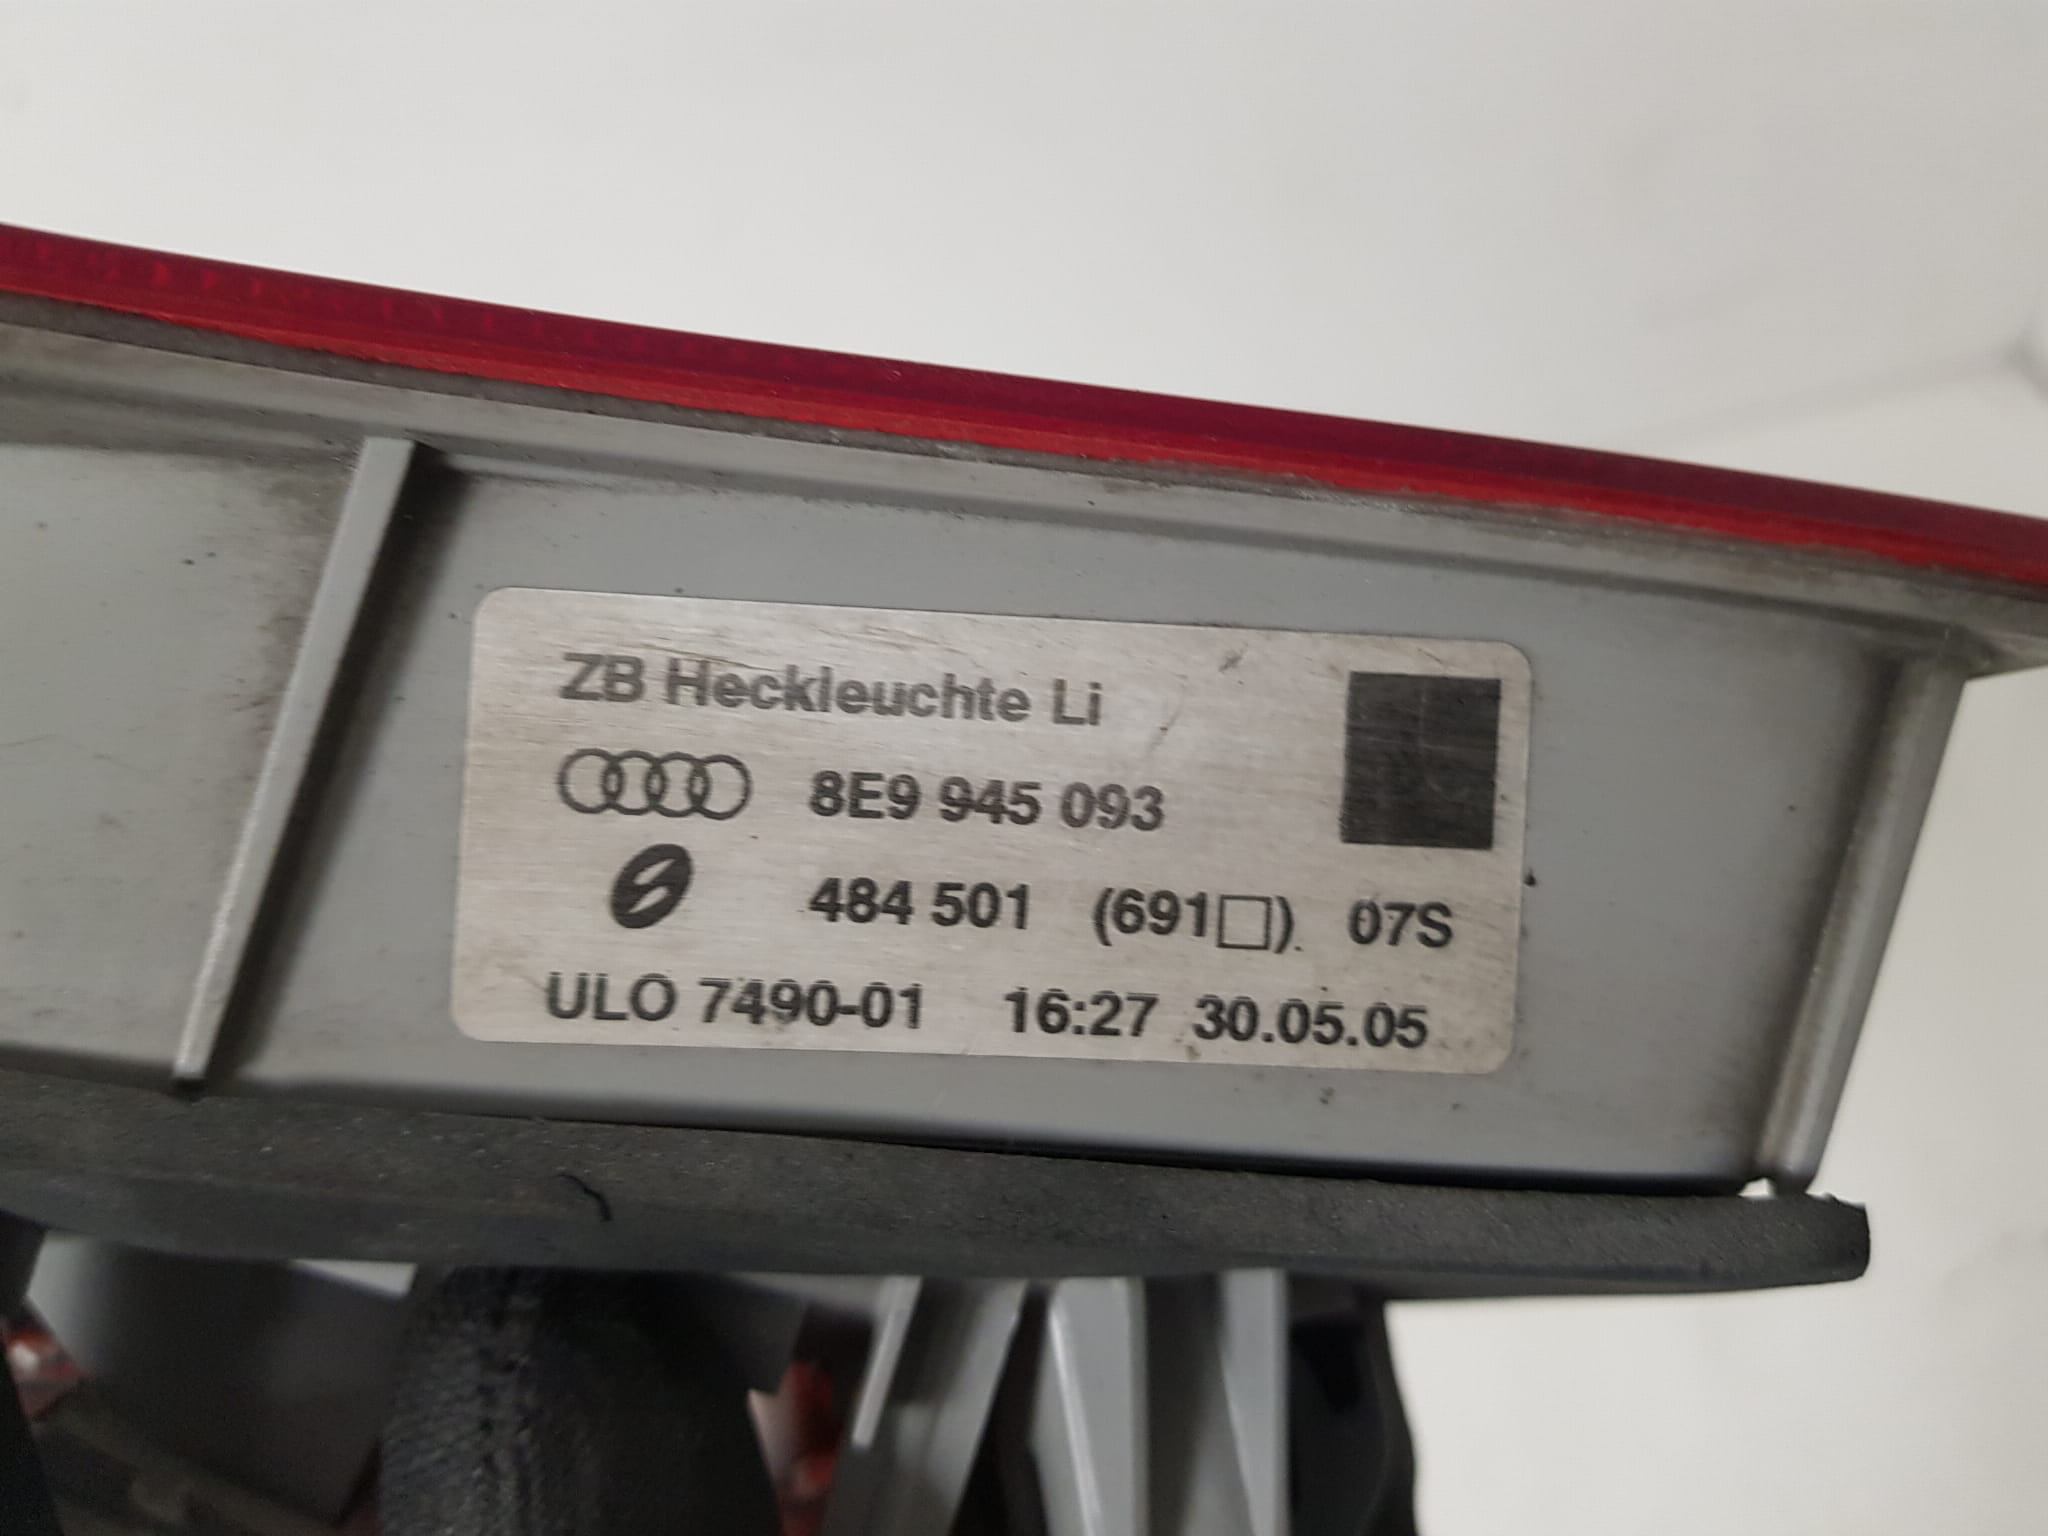 ZB Heckleuchte Li
8E9 945 093
484 501 (691□). 07S
ULO 7490-01 16:27 30.05.05